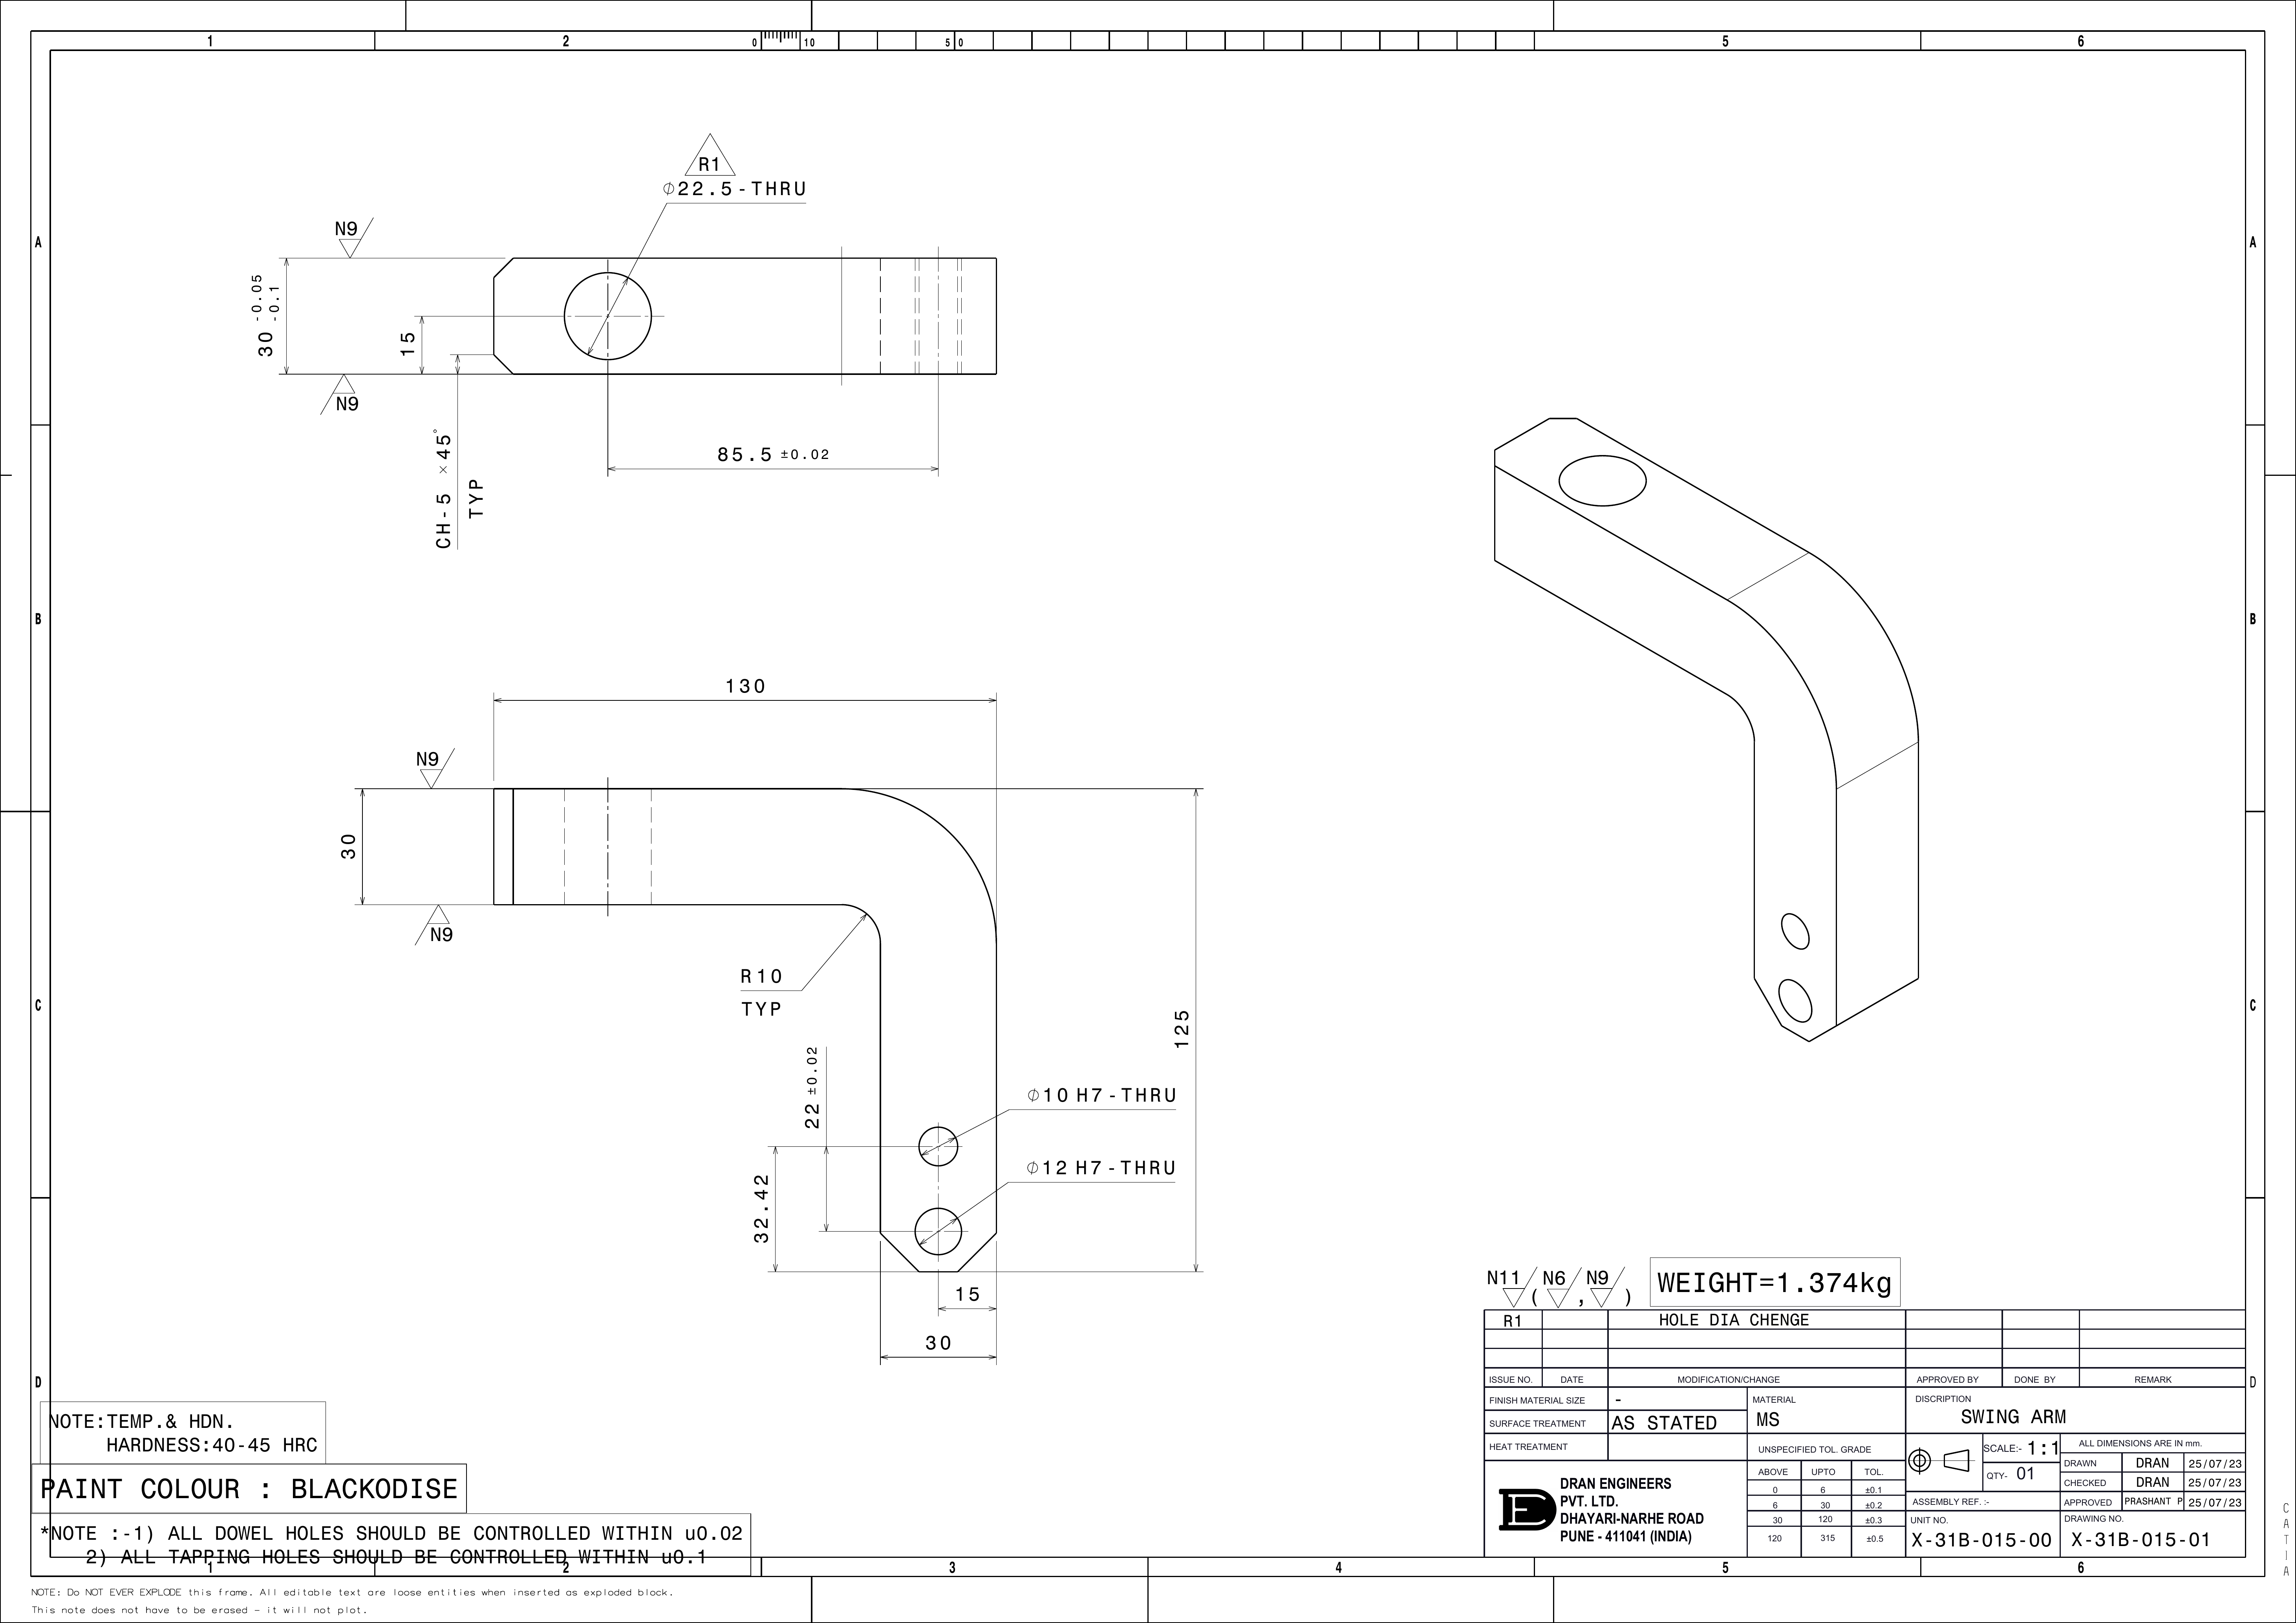 1 2 0 10 50 5 6
A A
B B
C C
D D
R1
⌀22.5-THRU
N9
30 -0.05 -0.1
15
N9
CH-5 ×45°
TYP
85.5 ±0.02
130
N9
30
N9
R10
TYP
125
22 ±0.02
32.42
⌀10 H7-THRU
⌀12 H7-THRU
15
30
N11 ( N6 , N9 )
WEIGHT=1.374kg
R1 HOLE DIA CHENGE
ISSUE NO. DATE MODIFICATION/CHANGE APPROVED BY DONE BY REMARK
FINISH MATERIAL SIZE -
MATERIAL
MS
DISCRIPTION
SWING ARM
SURFACE TREATMENT AS STATED
HEAT TREATMENT
UNSPECIFIED TOL. GRADE
ABOVE UPTO TOL.
0 6 ±0.1
6 30 ±0.2
30 120 ±0.3
120 315 ±0.5
SCALE:- 1:1
QTY- 01
ALL DIMENSIONS ARE IN mm.
DRAWN DRAN 25/07/23
CHECKED DRAN 25/07/23
APPROVED PRASHANT P 25/07/23
ASSEMBLY REF. :-
UNIT NO.
X-31B-015-00
DRAWING NO.
X-31B-015-01
DRAN ENGINEERS
PVT. LTD.
DHAYARI-NARHE ROAD
PUNE - 411041 (INDIA)
NOTE:TEMP.& HDN.
HARDNESS:40-45 HRC
PAINT COLOUR : BLACKODISE
*NOTE :-1) ALL DOWEL HOLES SHOULD BE CONTROLLED WITHIN u0.02
2) ALL TAPPING HOLES SHOULD BE CONTROLLED WITHIN u0.1
1 2 3 4 5 6
NOTE: Do NOT EVER EXPLODE this frame. All editable text are loose entities when inserted as exploded block.
This note does not have to be erased – it will not plot.
CATIA